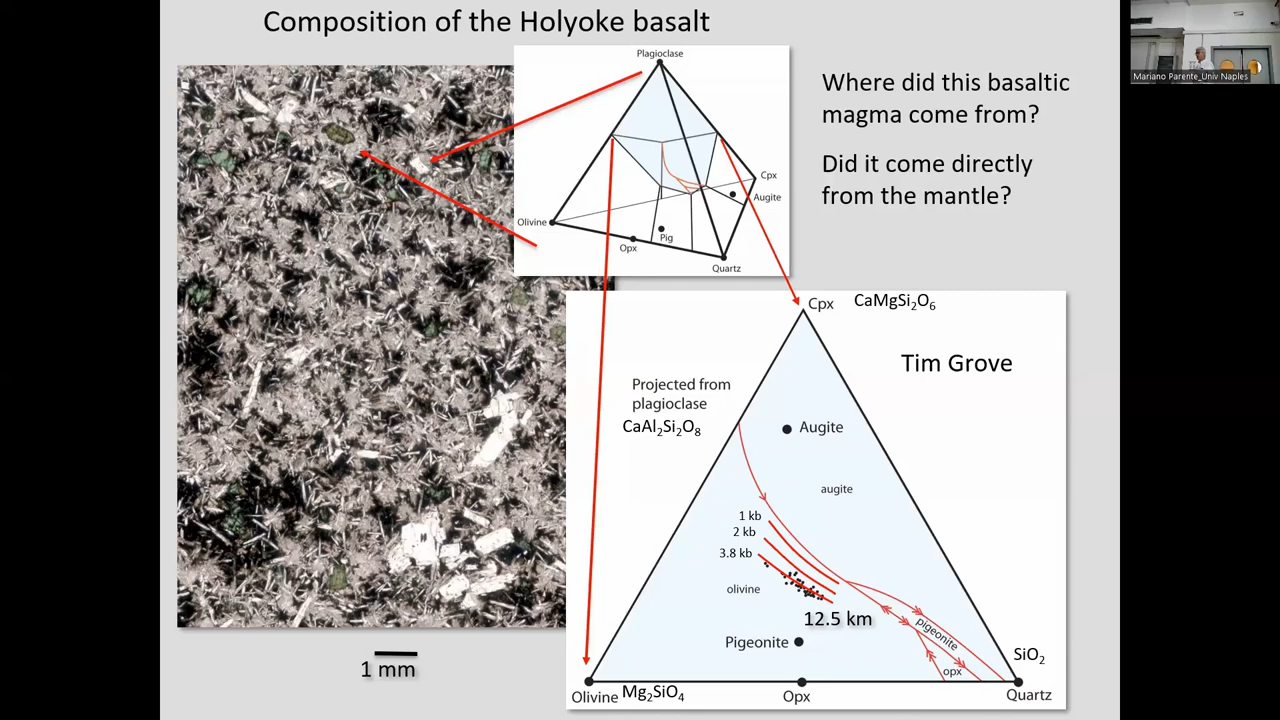 Composition of the Holyoke basalt
Plagioclase
Olivine
Opx
Pig
Cpx
Augite
Quartz
Where did this basaltic
magma come from?
Did it come directly
from the mantle?
Mariano Parente_Univ Naples
Cpx
CaMgSi₂O₆
Tim Grove
Projected from
plagioclase
CaAl₂Si₂O₈
Augite
augite
1 kb
2 kb
3.8 kb
olivine
12.5 km
pigeonite
Pigeonite
opx
SiO₂
Olivine
Mg₂SiO₄
Opx
Quartz
1 mm